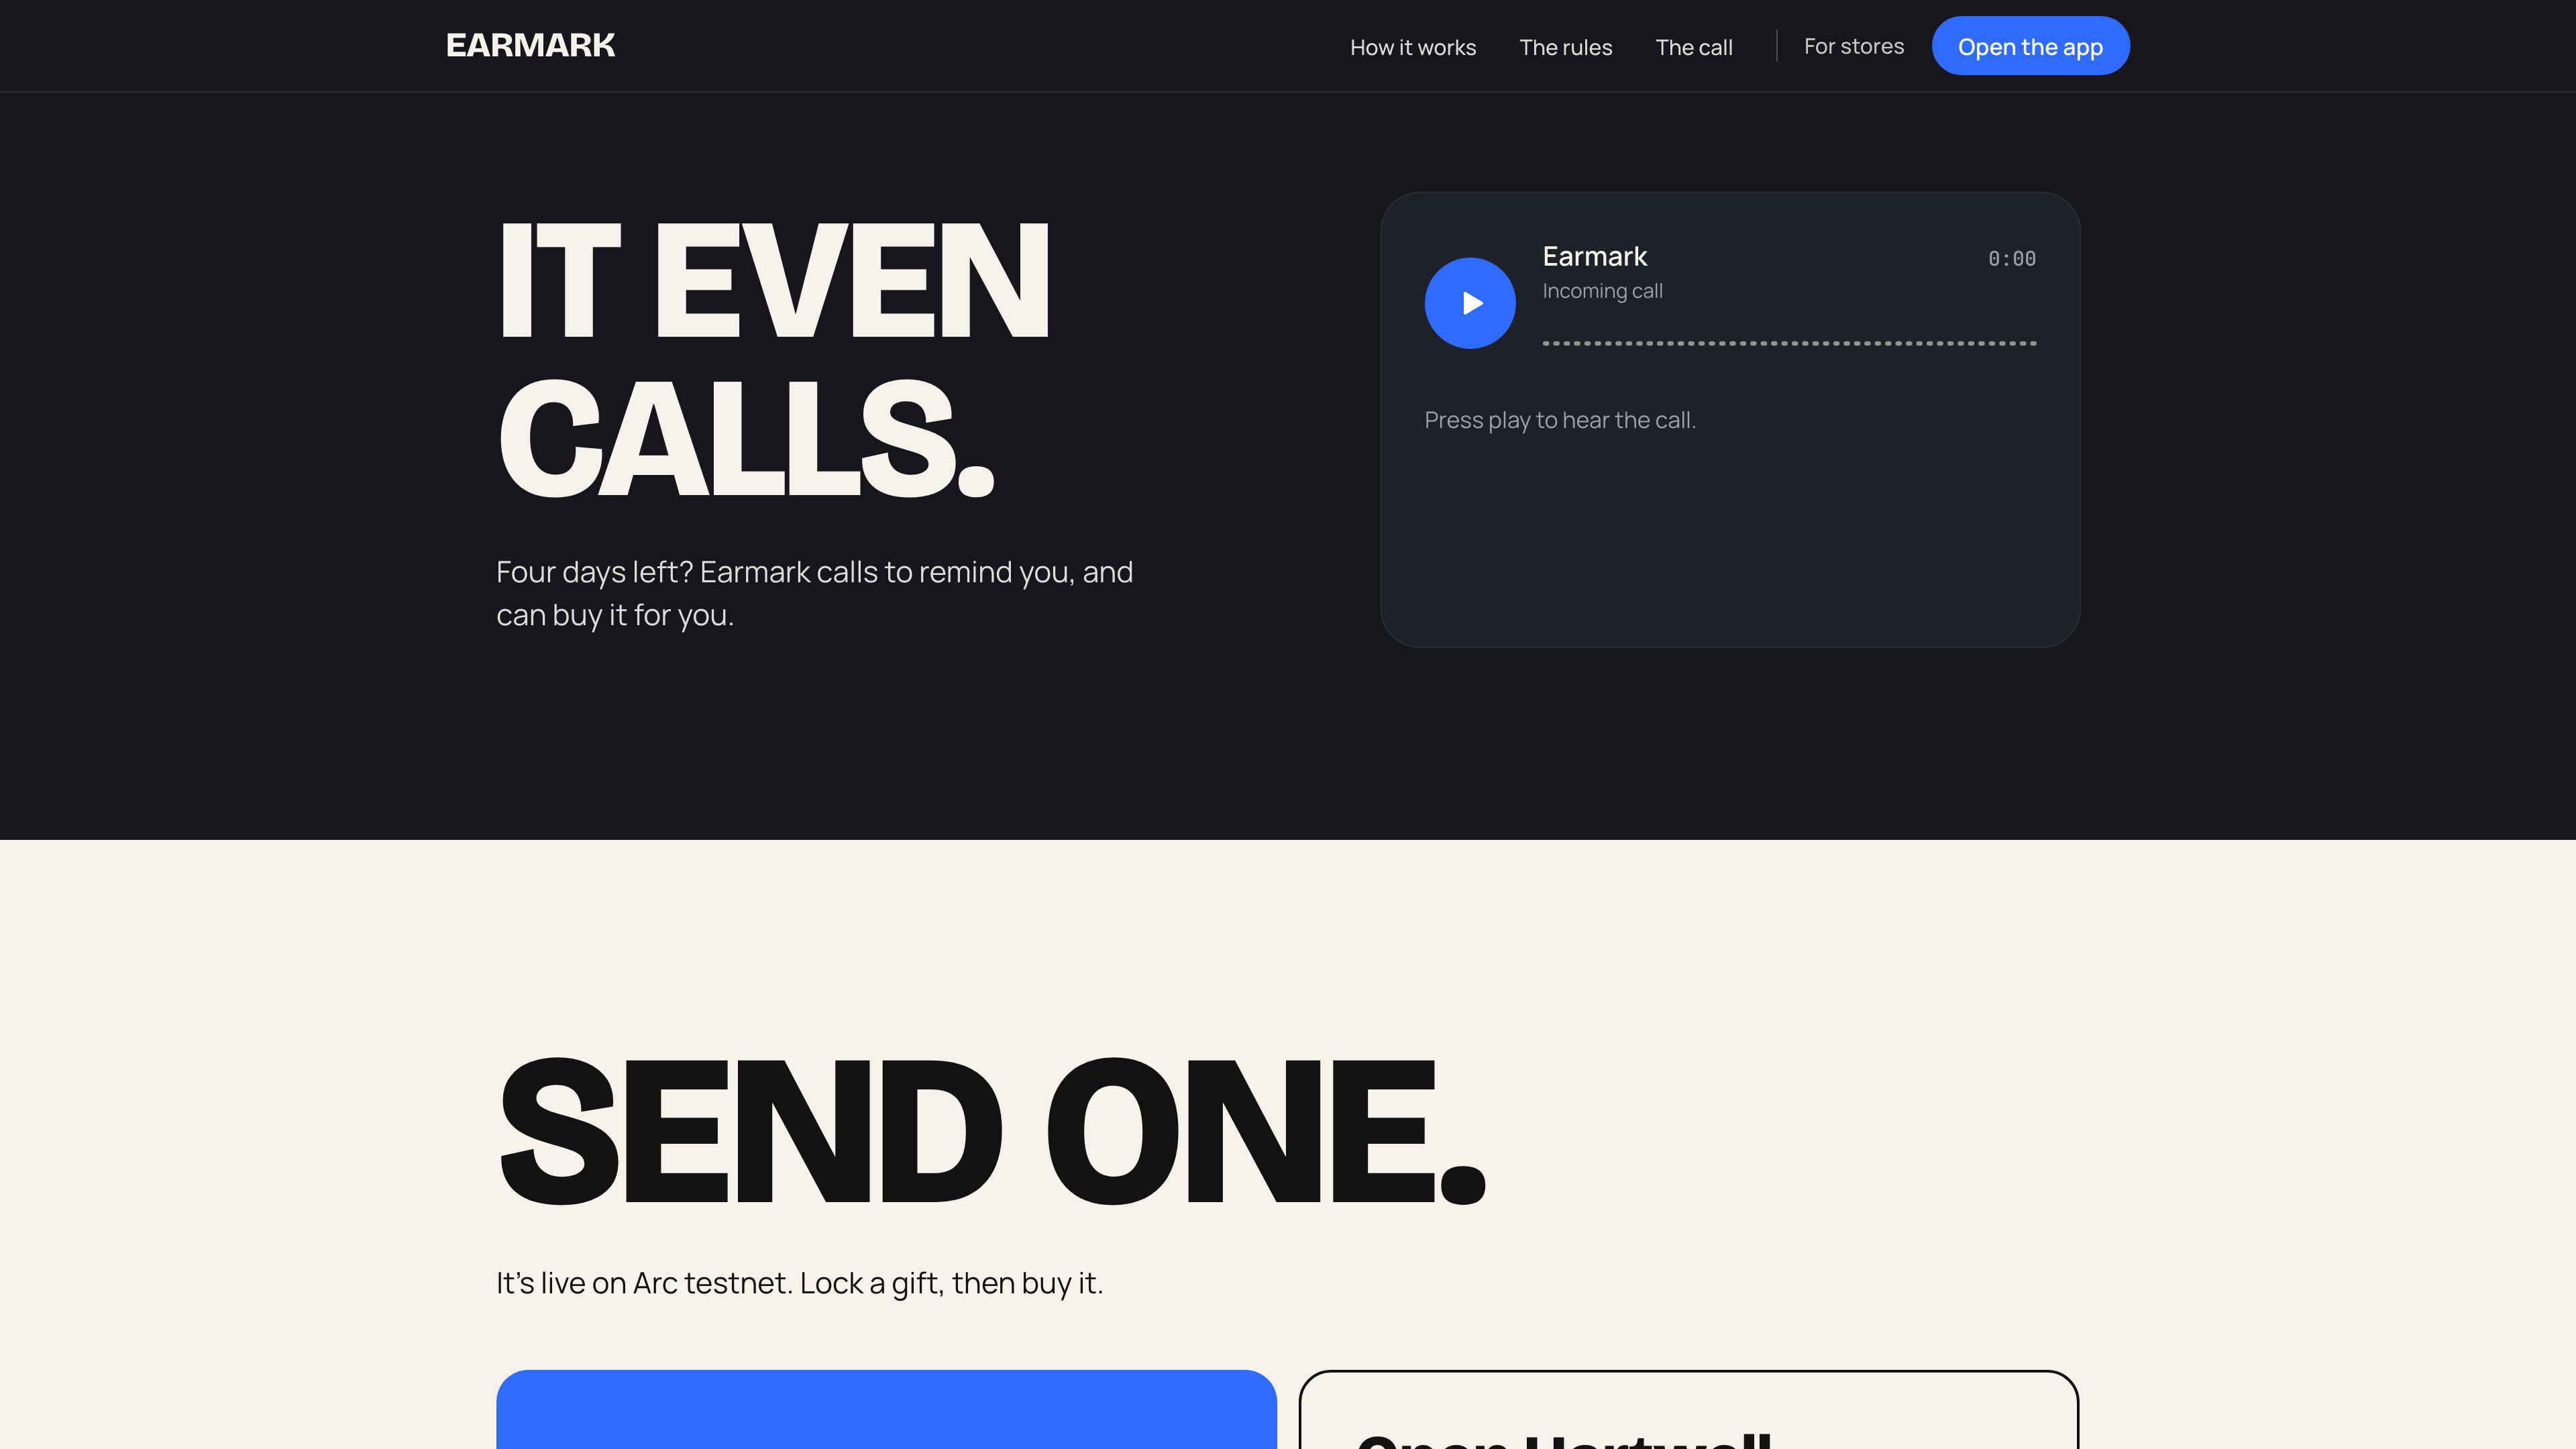 EARMARK
How it works
The rules
The call
For stores
Open the app
IT EVEN
CALLS.
Four days left? Earmark calls to remind you, and
can buy it for you.
Earmark
0:00
Incoming call
Press play to hear the call.
SEND ONE.
It’s live on Arc testnet. Lock a gift, then buy it.
Open Hartwell